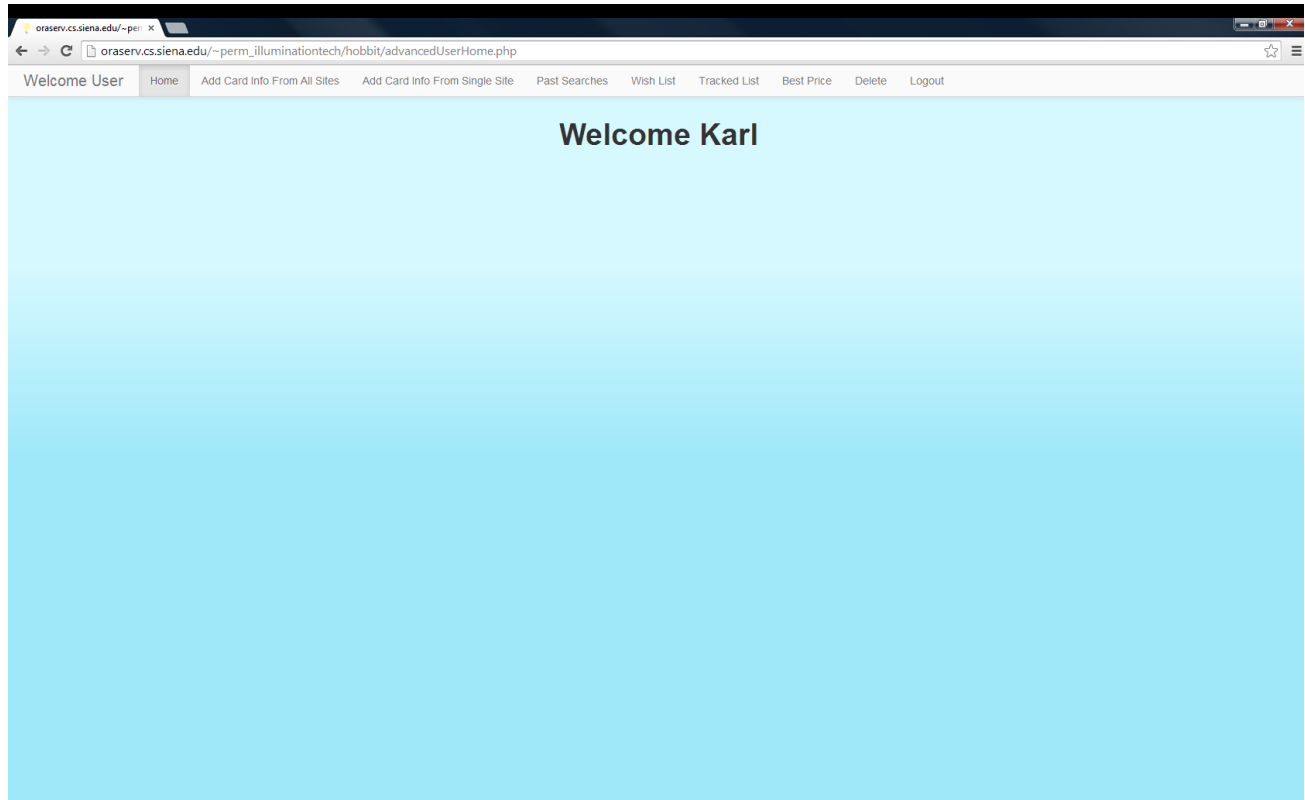 oraserv.cs.siena.edu/~per
oraserv.cs.siena.edu/~perm_illuminationtech/hobbit/advancedUserHome.php
Welcome User Home Add Card Info From All Sites Add Card Info From Single Site Past Searches Wish List Tracked List Best Price Delete Logout
Welcome Karl